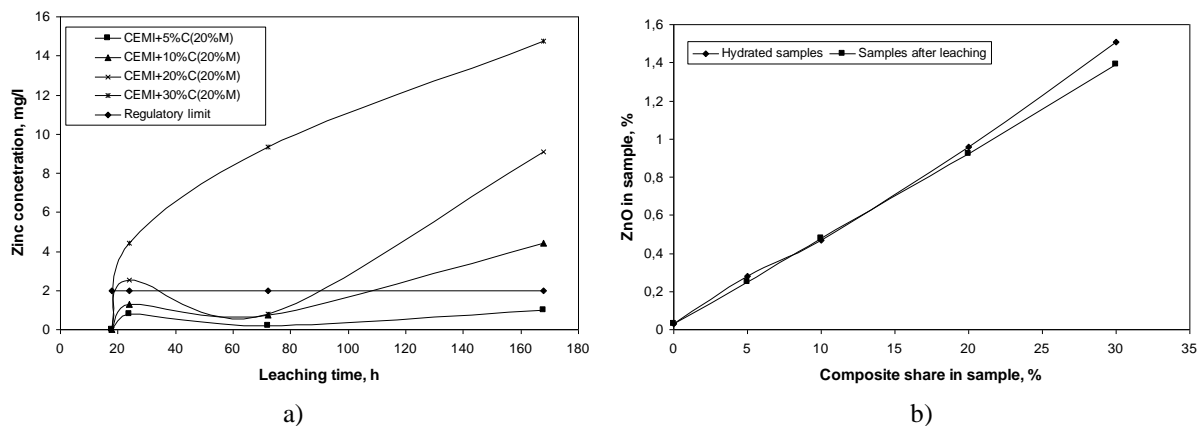 16
14
12
10
8
6
4
2
0
0 20 40 60 80 100 120 140 160 180
Zinc concetration, mg/l
Leaching time, h
CEMI+5%C(20%M)
CEMI+10%C(20%M)
CEMI+20%C(20%M)
CEMI+30%C(20%M)
Regulatory limit
a)
1,6
1,4
1,2
1
0,8
0,6
0,4
0,2
0
0 5 10 15 20 25 30 35
ZnO in sample, %
Composite share in sample, %
Hydrated samples Samples after leaching
b)